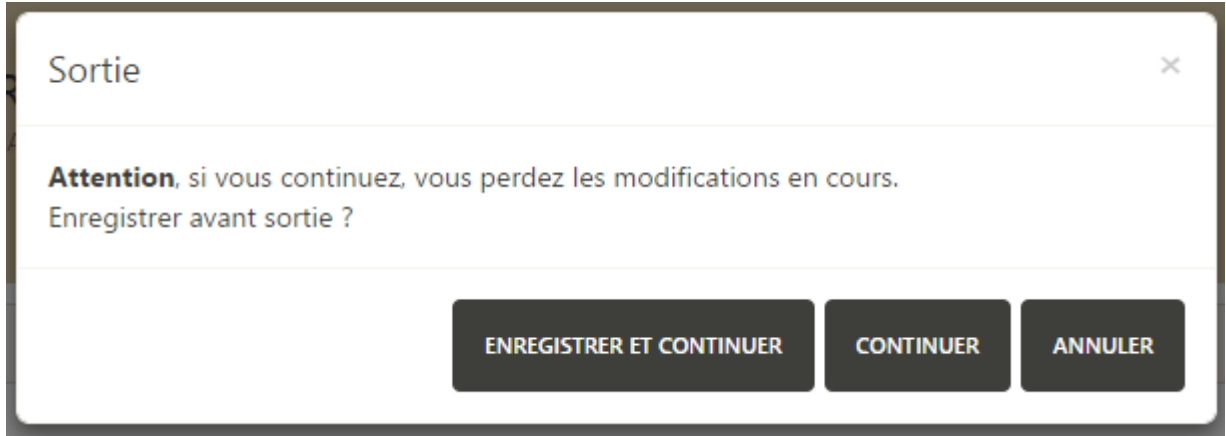 Sortie
×
Attention, si vous continuez, vous perdez les modifications en cours.
Enregistrer avant sortie ?
ENREGISTRER ET CONTINUER
CONTINUER
ANNULER